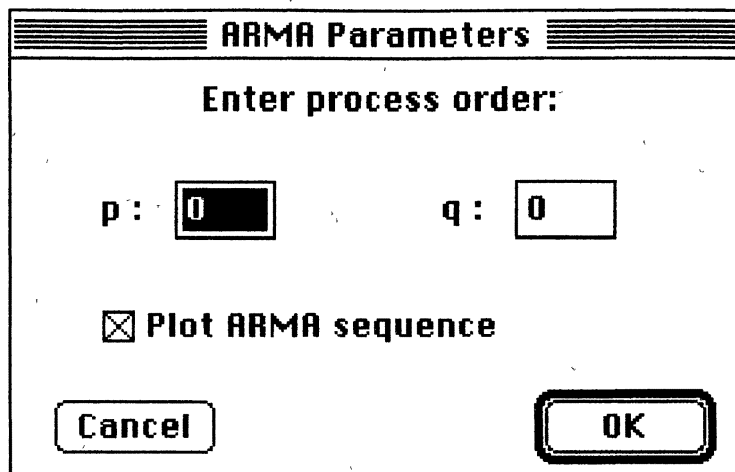 ARMA Parameters
Enter process order:
p: 0 q: 0
Plot ARMA sequence
Cancel OK